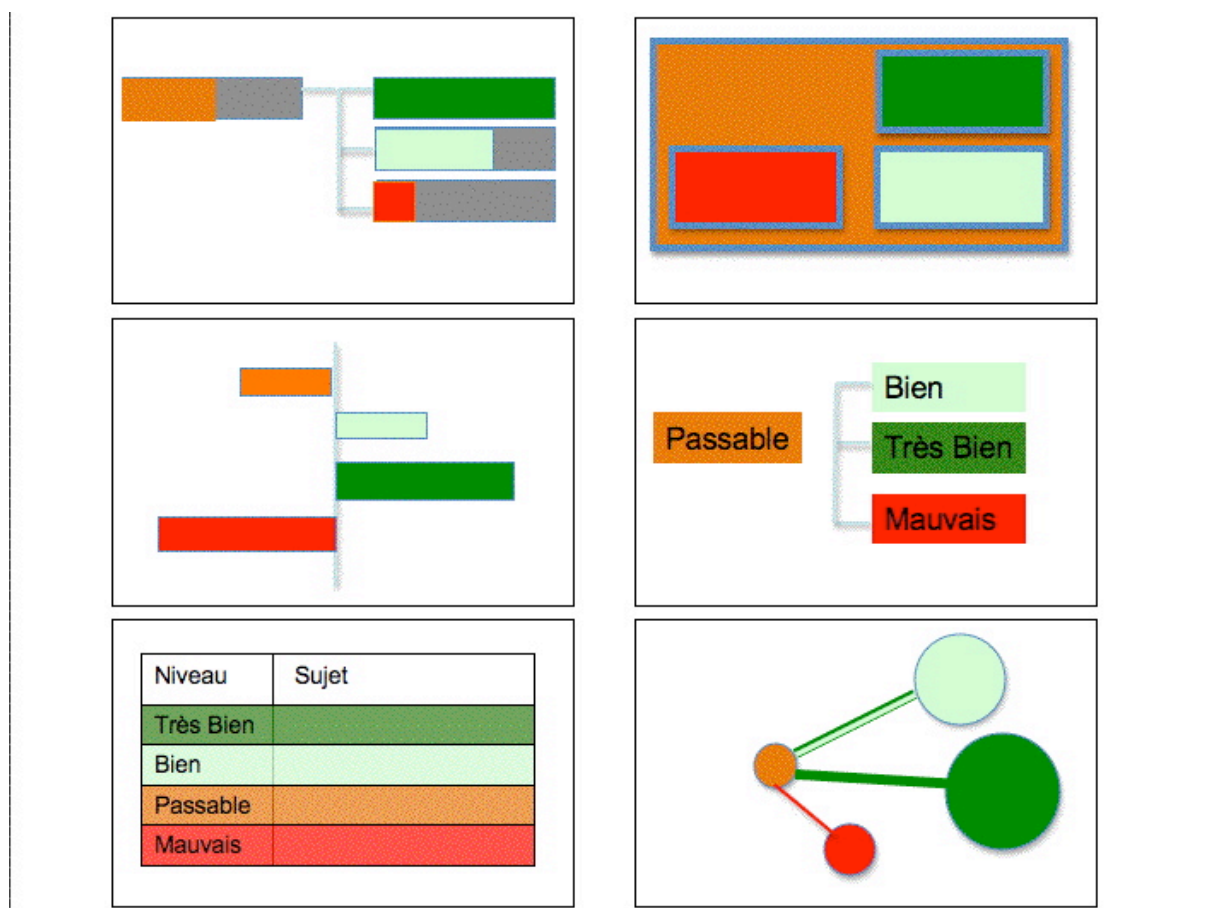 Bien
Passable
Très Bien
Mauvais
Niveau Sujet
Très Bien
Bien
Passable
Mauvais